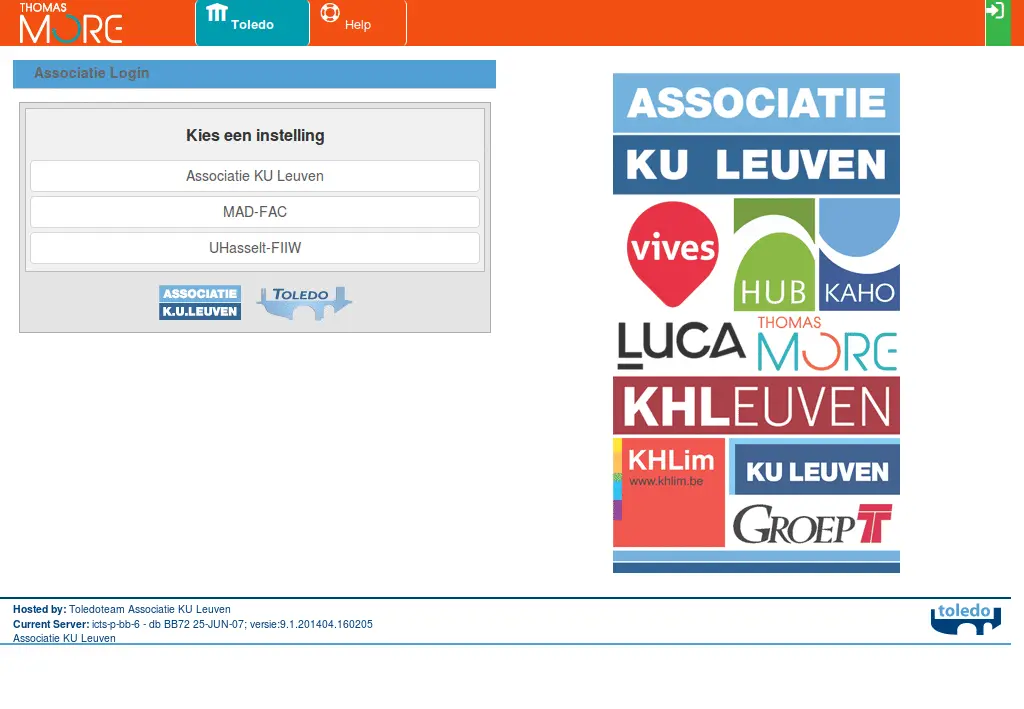 THOMAS
MORE
Toledo
Help
Associatie Login
Kies een instelling
Associatie KU Leuven
MAD-FAC
UHasselt-FIIW
ASSOCIATIE
K.U.LEUVEN
TOLEDO
ASSOCIATIE
KU LEUVEN
vives
HUB
KAHO
LUCA
THOMAS
MORE
KHLEUVEN
KHLim
www.khlim.be
KU LEUVEN
GROEP T
Hosted by: Toledoteam Associatie KU Leuven
Current Server: icts-p-bb-6 - db BB72 25-JUN-07; versie:9.1.201404.160205
Associatie KU Leuven
toledo